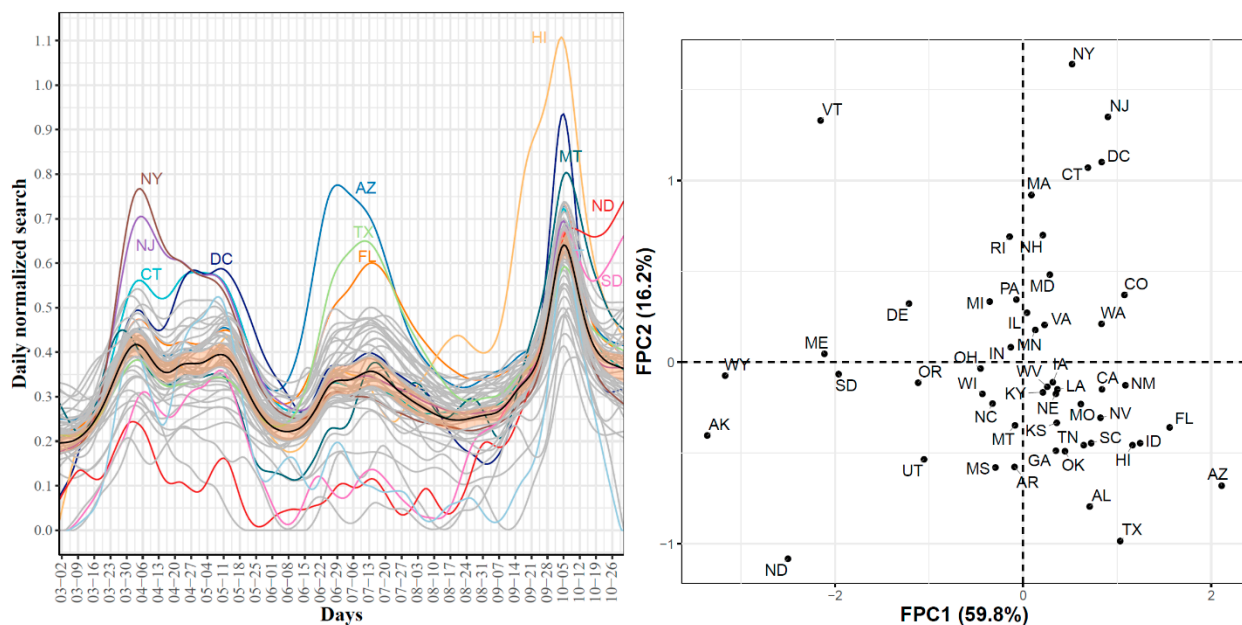 Daily normalized search
1.1
1.0
0.9
0.8
0.7
0.6
0.5
0.4
0.3
0.2
0.1
0.0
HI
MT
NY
AZ
ND
NJ
TX
CT
DC
FL
SD
03-02
03-09
03-16
03-23
03-30
04-06
04-13
04-20
04-27
05-04
05-11
05-18
05-25
06-01
06-08
06-15
06-22
06-29
07-06
07-13
07-20
07-27
08-03
08-10
08-17
08-24
08-31
09-07
09-14
09-21
09-28
10-05
10-12
10-19
10-26
Days
FPC2 (16.2%)
1
0
−1
NY
VT
NJ
DC
CT
MA
RI
NH
MD
PA
CO
MI
DE
WA
IL
VA
ME
MN
OH
IN
WY
SD
OR
WV
IA
WI
KY
LA
CA
NM
NC
NE
MO
NV
FL
AK
MT
KS
TN
SC
ID
UT
MS
GA
OK
HI
AR
AZ
AL
TX
ND
−2
0
2
FPC1 (59.8%)